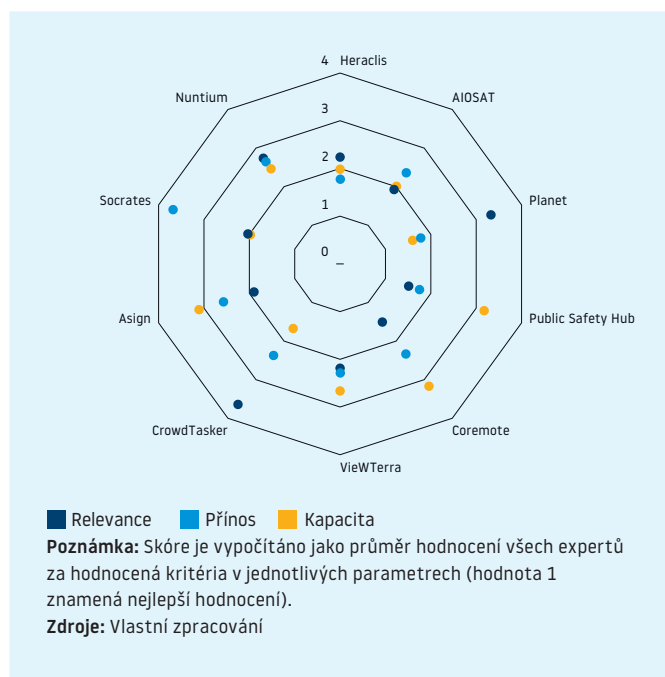 4 Heraclis
Nuntium
AIOSAT
3
2
Socrates
Planet
1
0
Asign
Public Safety Hub
CrowdTasker
Coremote
VieWTerra
Relevance Přínos Kapacita
Poznámka: Skóre je vypočítáno jako průměr hodnocení všech expertů
za hodnocená kritéria v jednotlivých parametrech (hodnota 1
znamená nejlepší hodnocení).
Zdroje: Vlastní zpracování